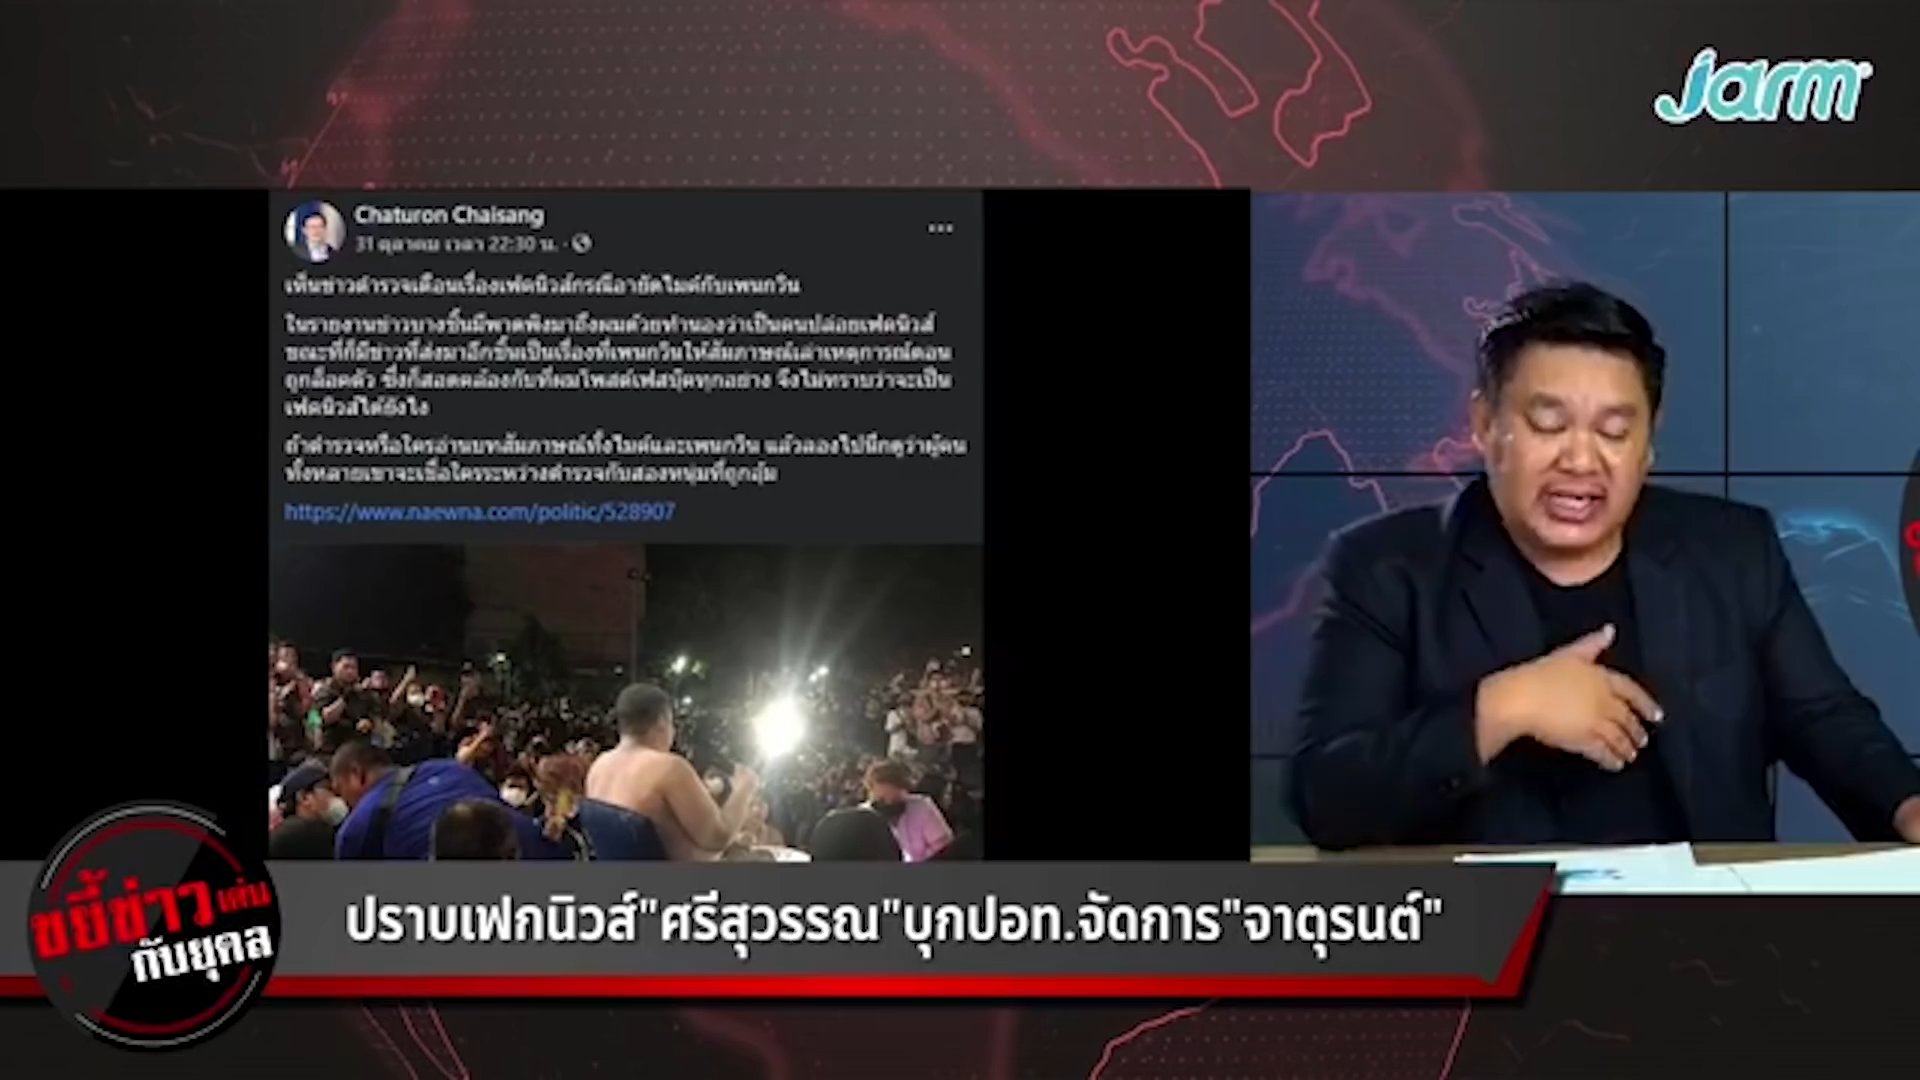 jarm
Chaturon Chaisang
31 ตุลาคม เวลา 22:30 น.
เห็นข่าวตำรวจเตือนเรื่องเฟคนิวส์กรณีอายัดไมค์กับเพนกวิน
ในรายงานข่าวบางชิ้นมีพาดพิงมาถึงผมด้วยทำนองว่าเป็นคนปล่อยเฟคนิวส์
ขณะที่ก็มีข่าวที่ส่งมาอีกชิ้นเป็นเรื่องที่เพนกวินให้สัมภาษณ์เล่าเหตุการณ์ตอน
ถูกล็อคตัว ซึ่งก็สอดคล้องกับที่ผมโพสต์เฟสบุ๊คทุกอย่าง จึงไม่ทราบว่าจะเป็น
เฟคนิวส์ได้ยังไง
ถ้าตำรวจหรือใครอ่านบทสัมภาษณ์ทั้งไมค์และเพนกวิน แล้วลองไปนึกดูว่าผู้คน
ทั้งหลายเขาจะเชื่อใครระหว่างตำรวจกับสองหนุ่มที่ถูกอุ้ม
https://www.naewna.com/politic/528907
ขยี้ข่าวเด่น
กับยุคล
ปราบเฟกนิวส์"ศรีสุวรรณ"บุกปอท.จัดการ"จาตุรนต์"